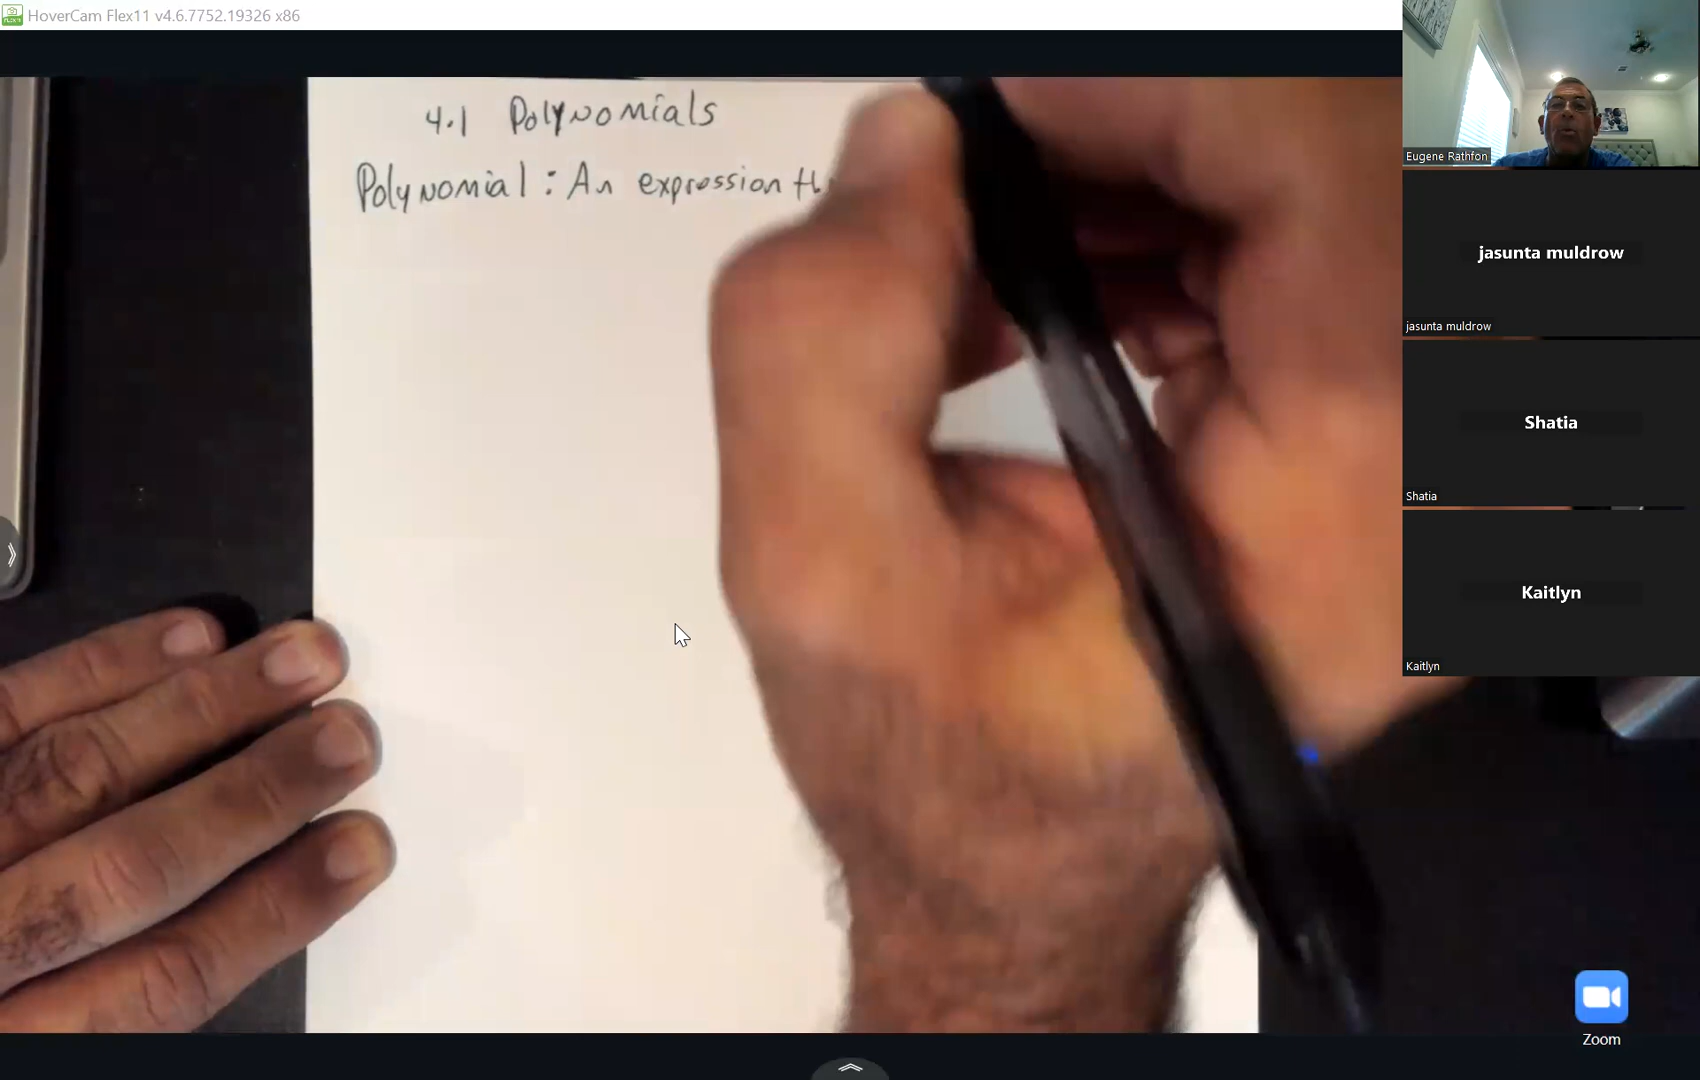 HoverCam Flex11 v4.6.7752.19326 x86
4.1 Polynomials
Polynomial: An expression
Eugene Rathfon
jasunta muldrow
jasunta muldrow
Shatia
Shatia
Kaitlyn
Kaitlyn
Zoom